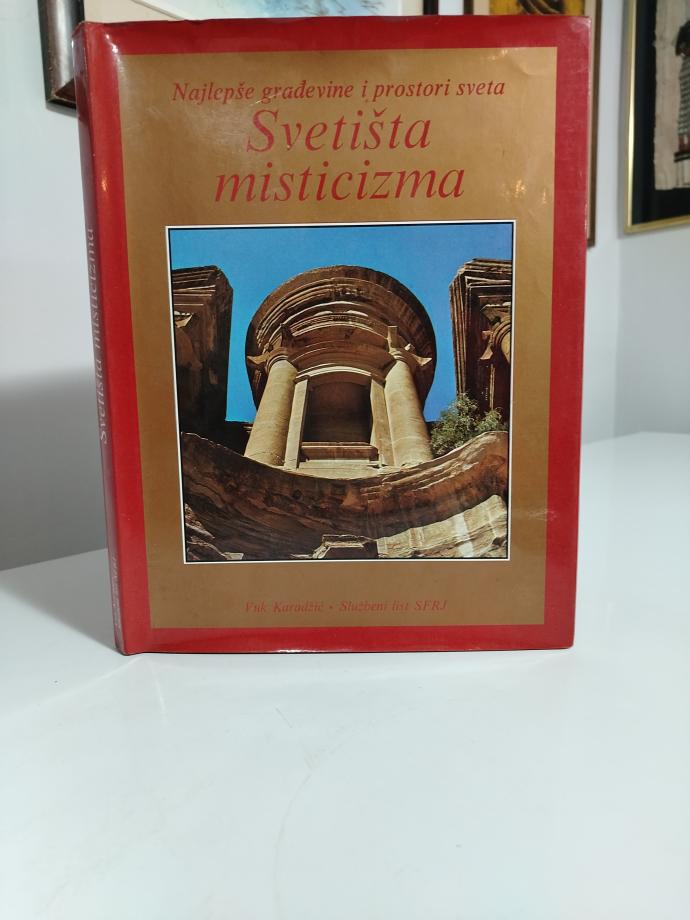 Najlepše građevine i prostori sveta
Svetišta
misticizma
Vuk Karadžić • Službeni list SFRJ
Svetišta misticizma